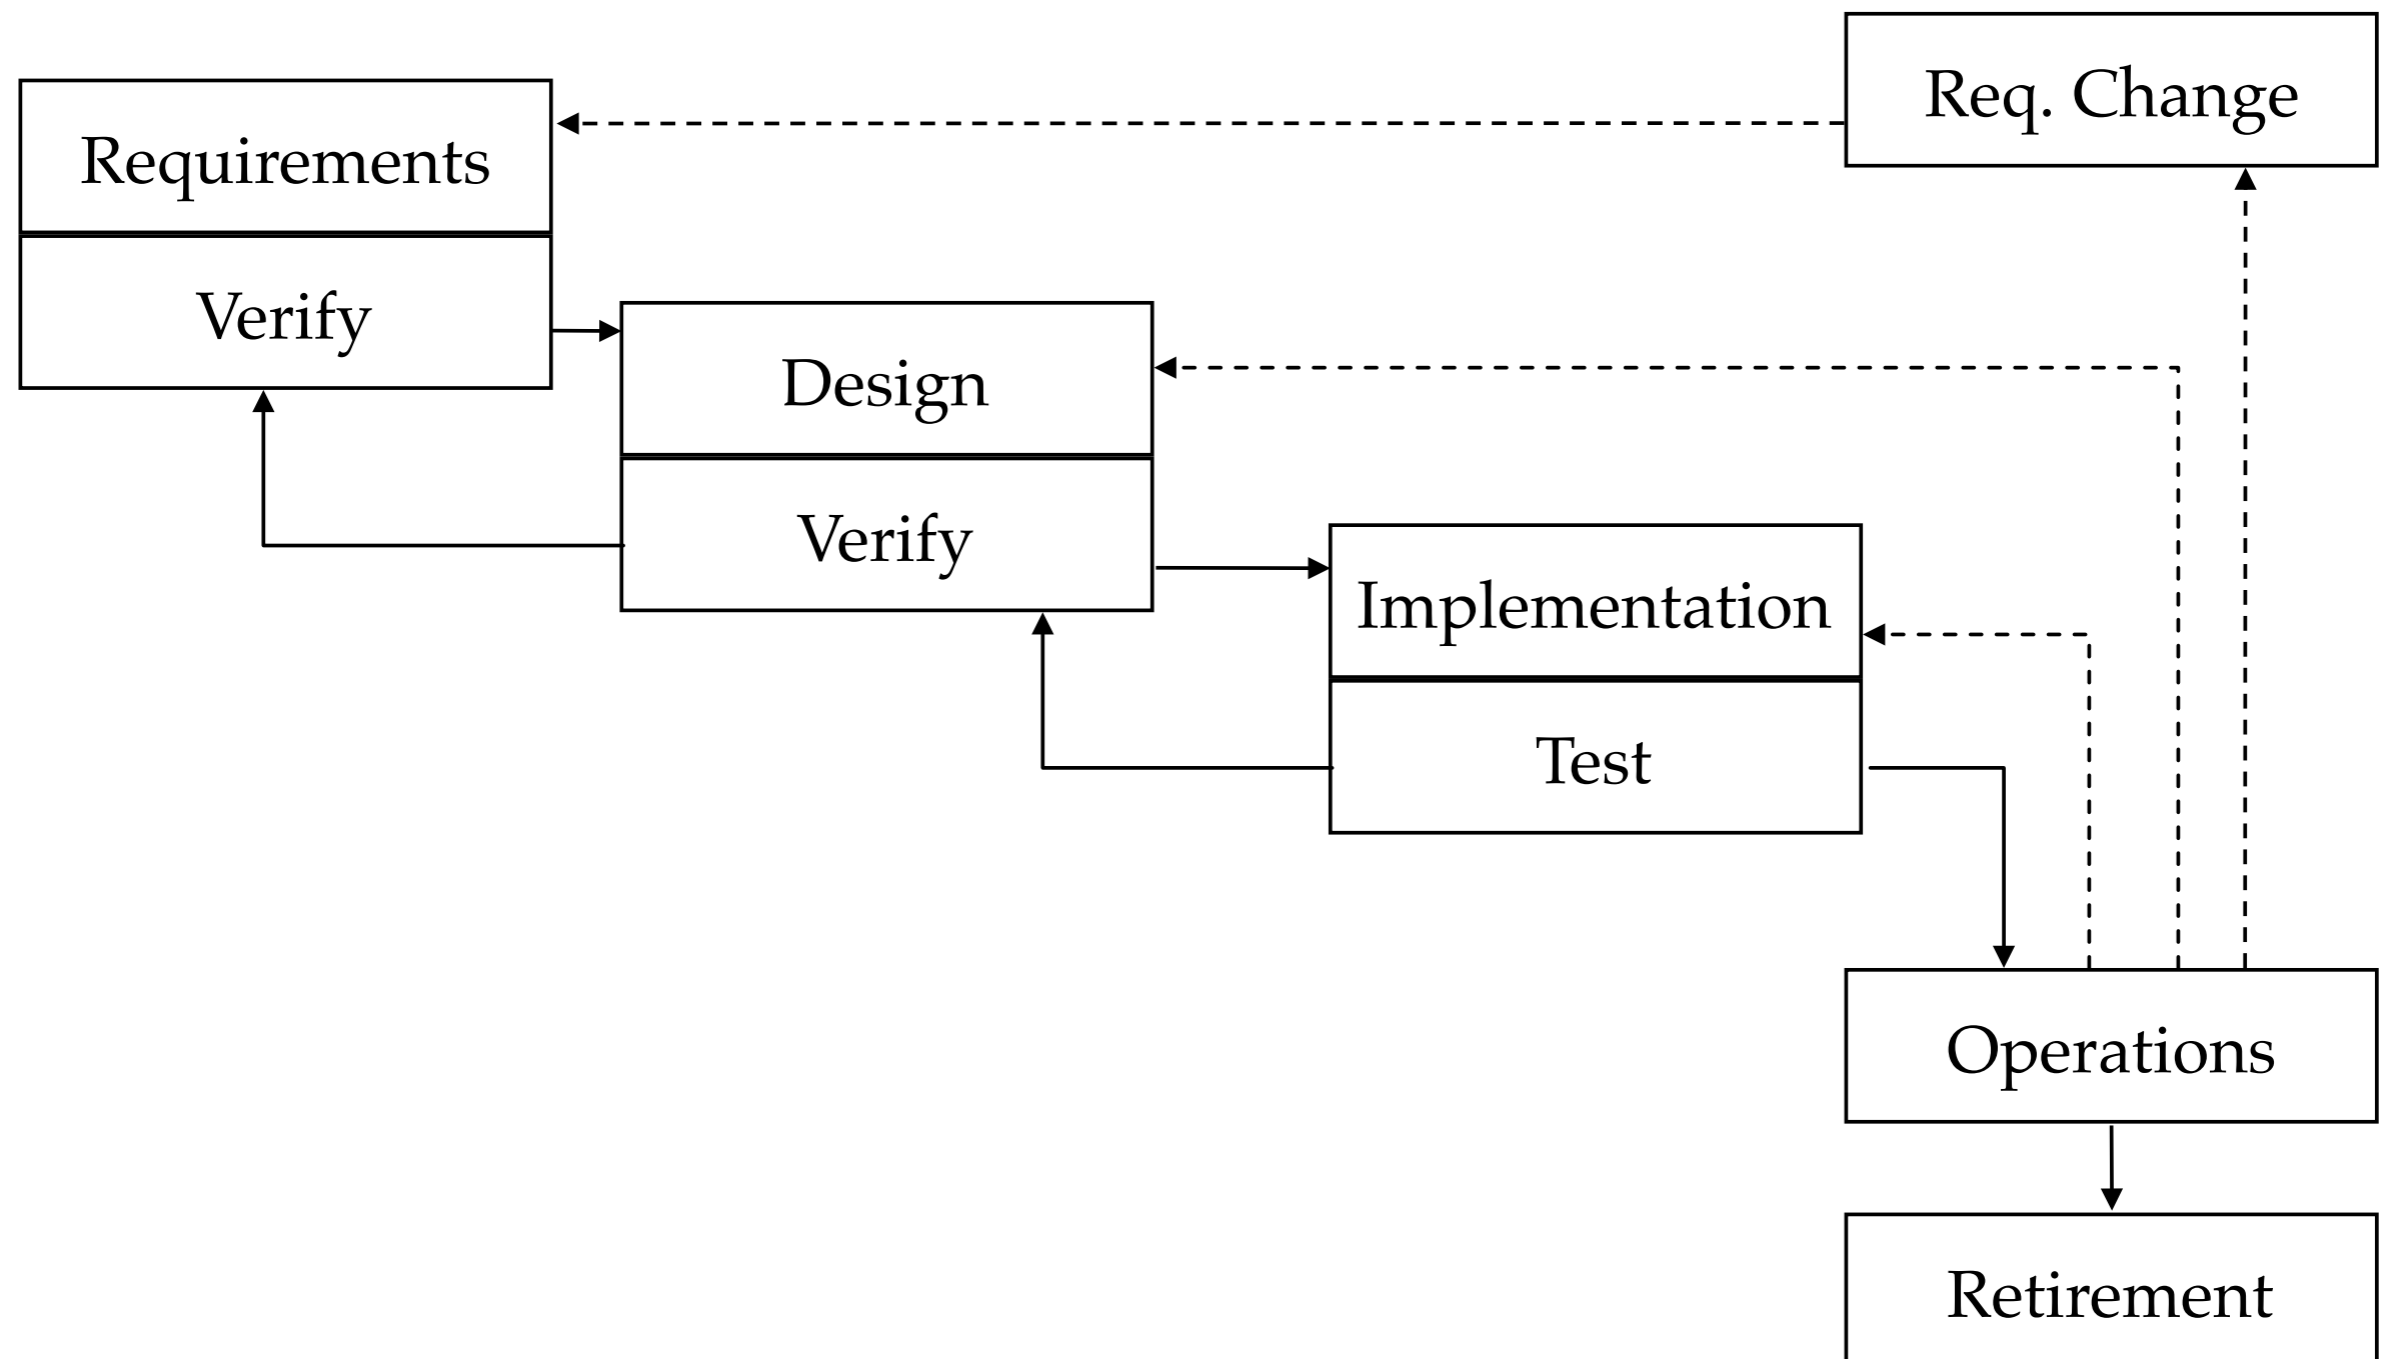 Req. Change
Requirements
Verify
Design
Verify
Implementation
Test
Operations
Retirement